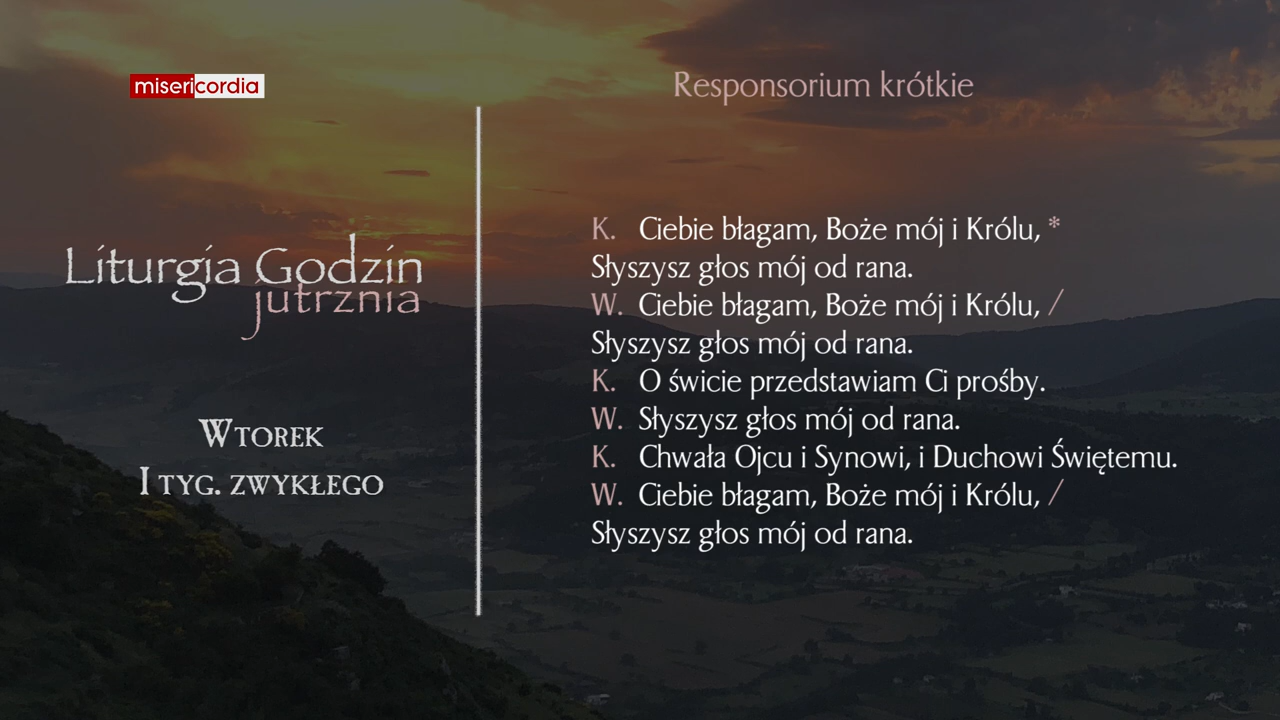 misericordia
Liturgia Godzin
jutrznia
Wtorek
I tyg. zwykłego
Responsorium krótkie
K. Ciebie błagam, Boże mój i Królu, *
Słyszysz głos mój od rana.
W. Ciebie błagam, Boże mój i Królu, /
Słyszysz głos mój od rana.
K. O świcie przedstawiam Ci prośby.
W. Słyszysz głos mój od rana.
K. Chwała Ojcu i Synowi, i Duchowi Świętemu.
W. Ciebie błagam, Boże mój i Królu, /
Słyszysz głos mój od rana.